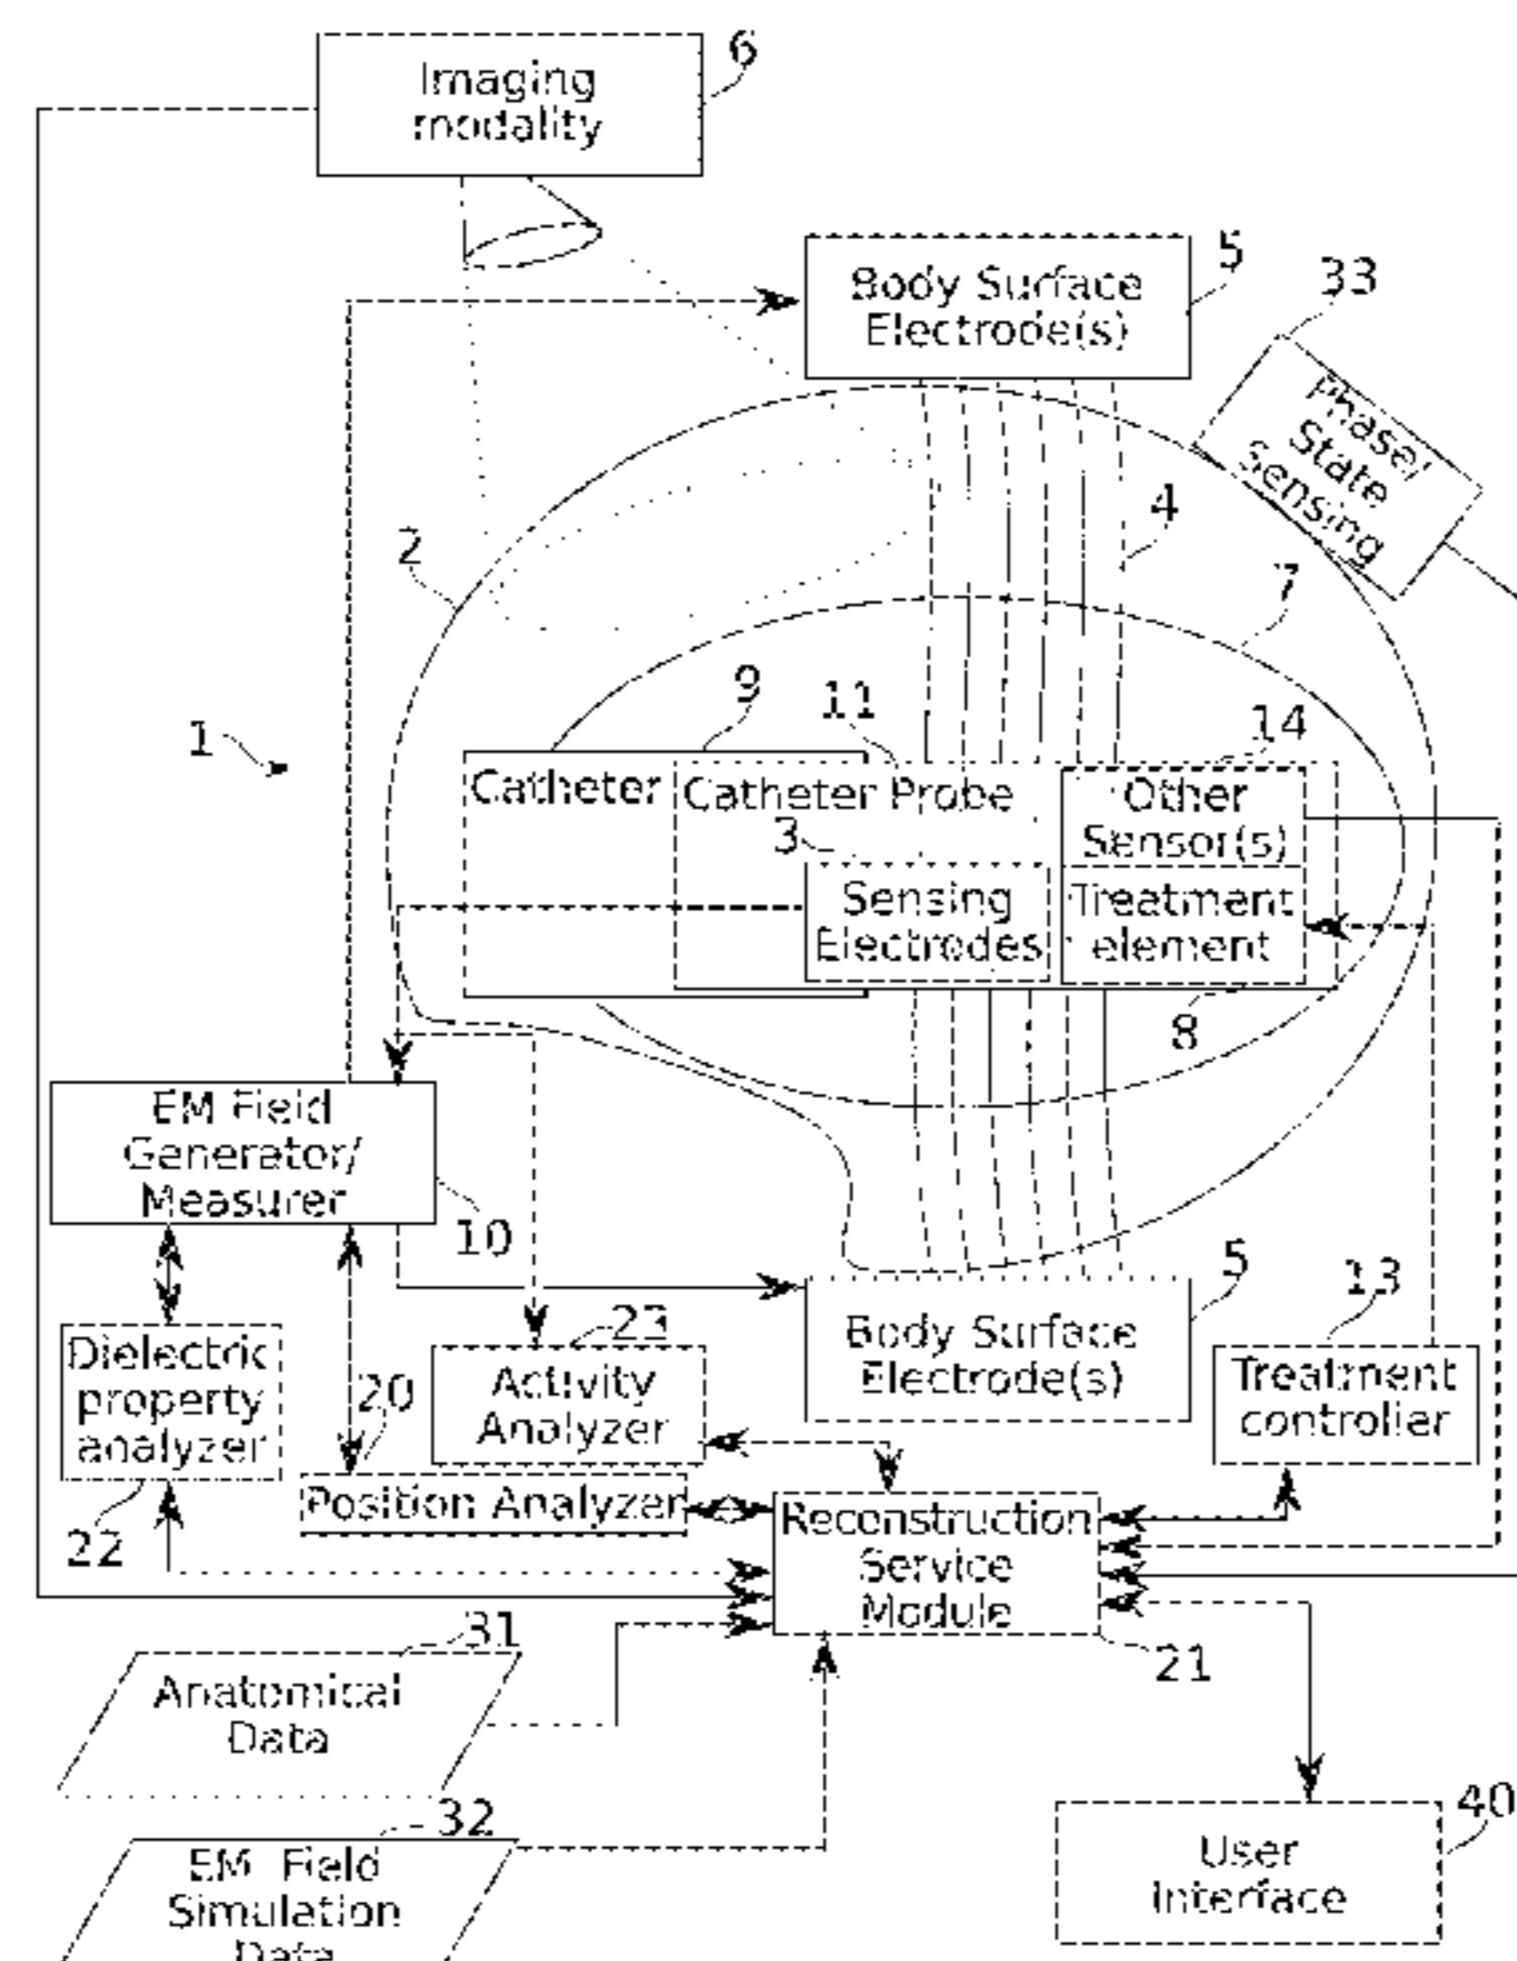 6
Imaging
modality
5
Body Surface
Electrode(s)
33
Phase/
State
Sensing
4
2
7
9
11
14
1
Catheter
Catheter Probe
Other
Sensor(s)
3
Sensing
Electrodes
Treatment
element
8
EM Field
Generator/
Measurer
10
5
13
23
Body Surface
Electrode(s)
Dielectric
property
analyzer
20
Activity
Analyzer
Treatment
controller
22
Position Analyzer
Reconstruction
Service
Module
21
31
Anatomical
Data
32
40
EM Field
Simulation
Data
User
Interface